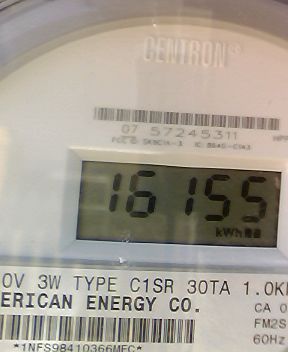 CENTRON®
07 57245311
16155
kWh
0V 3W TYPE C1SR 30TA 1.0K
ERICAN ENERGY CO.
CA 0
FM2S
60Hz
*1NFS98410366MEC*